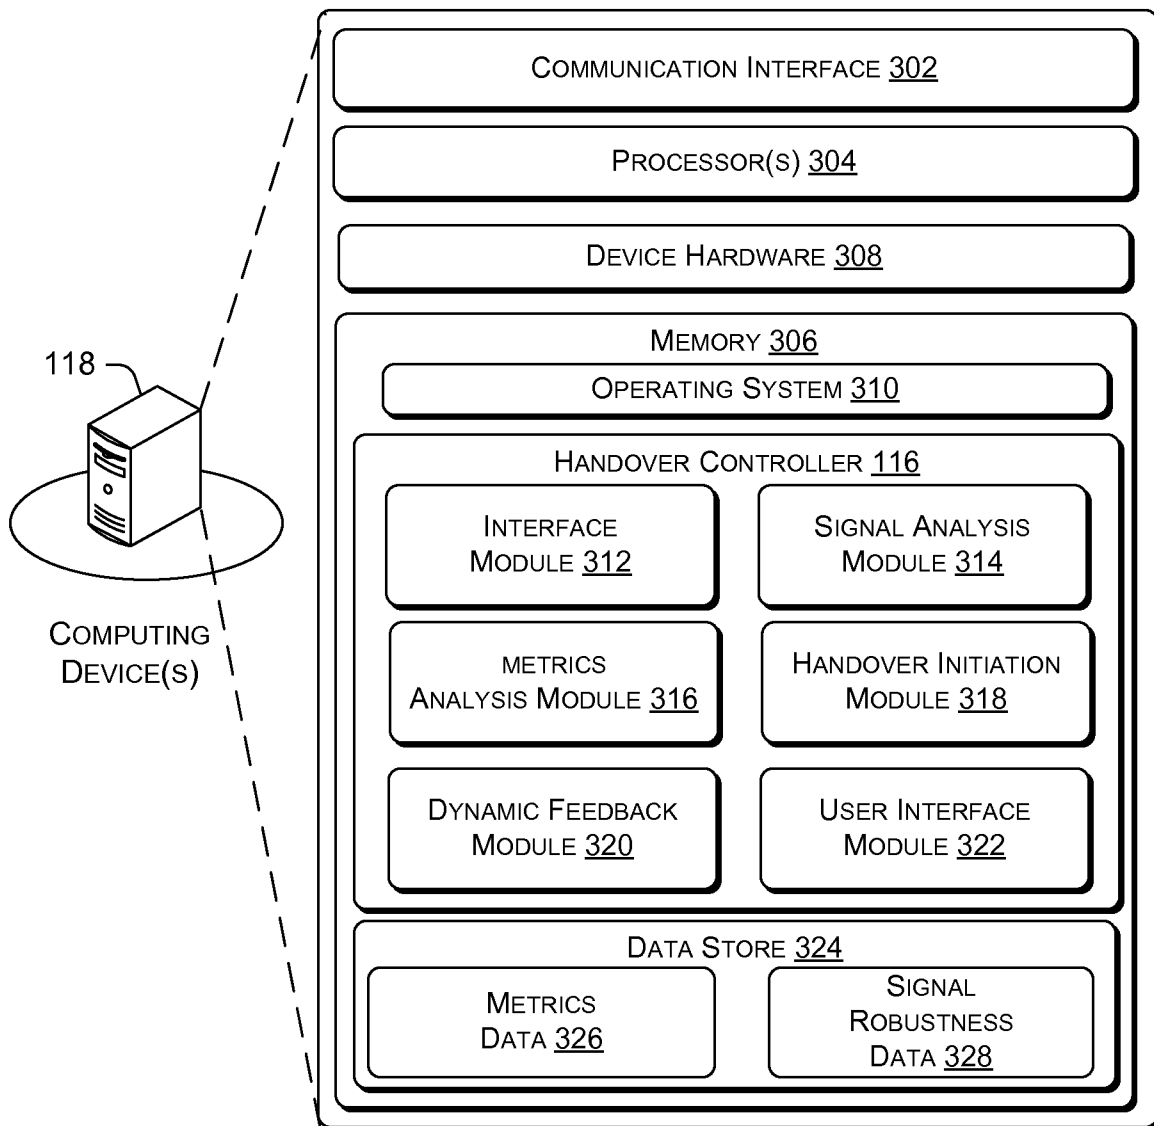 COMMUNICATION INTERFACE 302
PROCESSOR(S) 304
DEVICE HARDWARE 308
MEMORY 306
OPERATING SYSTEM 310
HANDOVER CONTROLLER 116
INTERFACE
MODULE 312
SIGNAL ANALYSIS
MODULE 314
METRICS
ANALYSIS MODULE 316
HANDOVER INITIATION
MODULE 318
DYNAMIC FEEDBACK
MODULE 320
USER INTERFACE
MODULE 322
DATA STORE 324
METRICS
DATA 326
SIGNAL
ROBUSTNESS
DATA 328
118
COMPUTING
DEVICE(S)